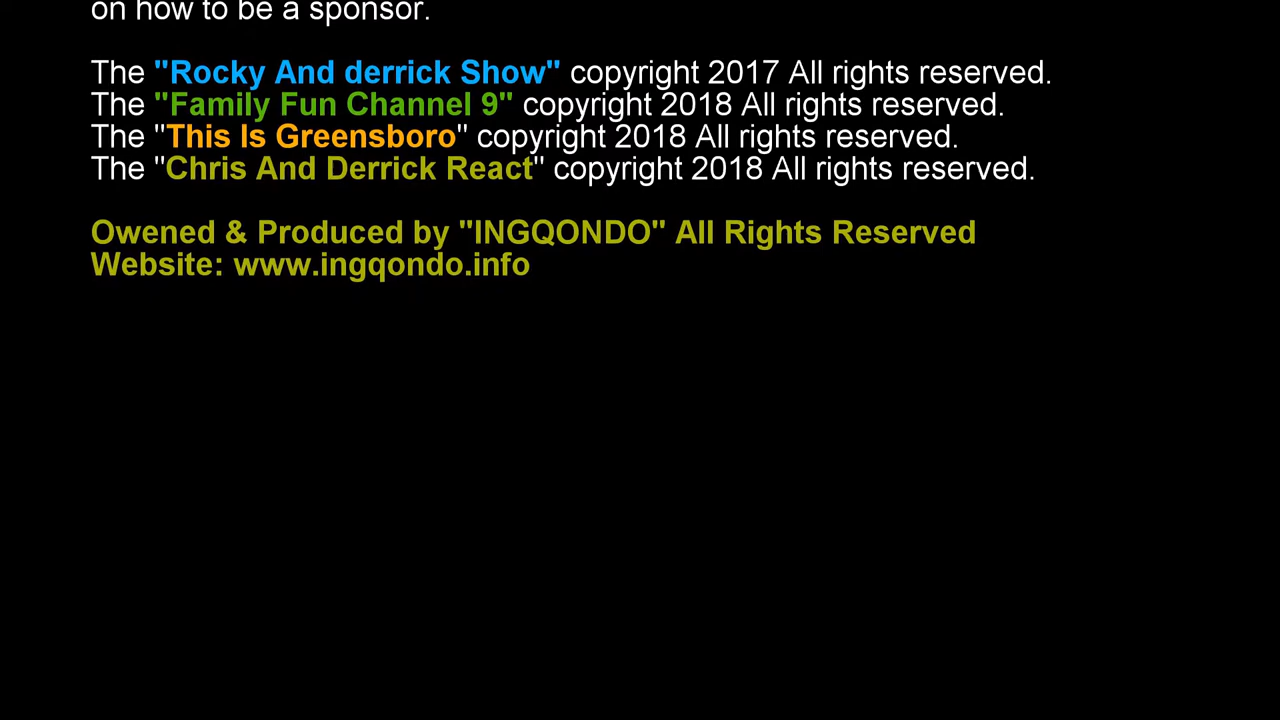 on how to be a sponsor.
The "Rocky And derrick Show" copyright 2017 All rights reserved.
The "Family Fun Channel 9" copyright 2018 All rights reserved.
The "This Is Greensboro" copyright 2018 All rights reserved.
The "Chris And Derrick React" copyright 2018 All rights reserved.
Owened & Produced by "INGQONDO" All Rights Reserved
Website: www.ingqondo.info